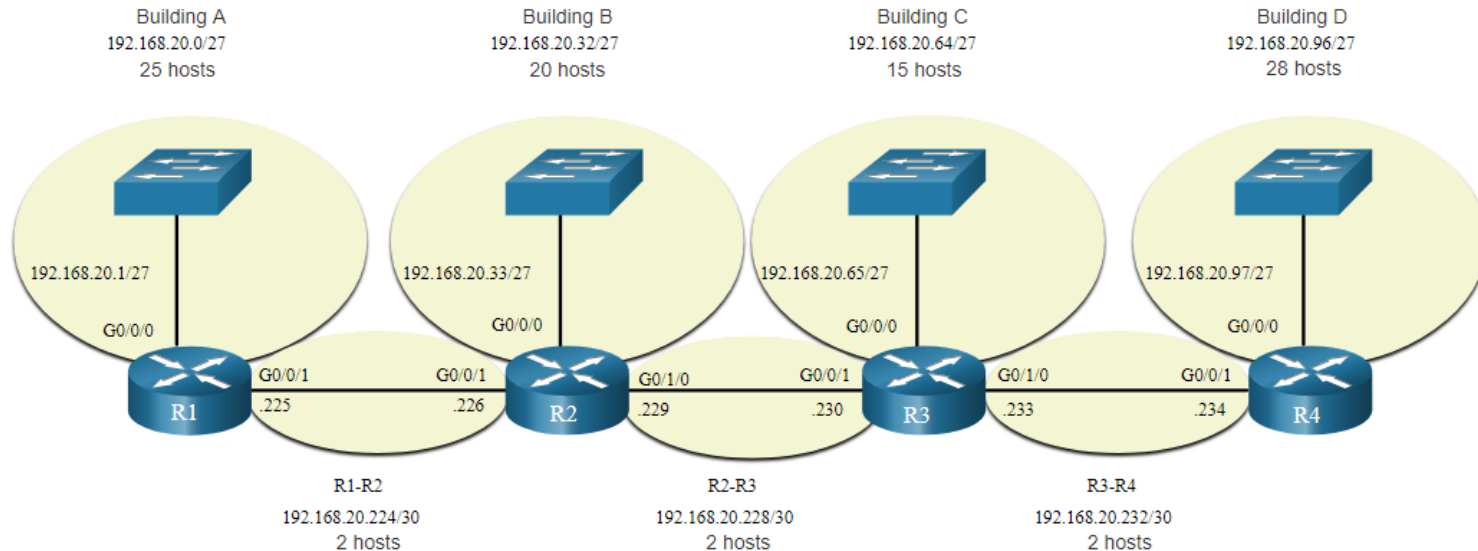 Building A
192.168.20.0/27
25 hosts
Building B
192.168.20.32/27
20 hosts
Building C
192.168.20.64/27
15 hosts
Building D
192.168.20.96/27
28 hosts
192.168.20.1/27
192.168.20.33/27
192.168.20.65/27
192.168.20.97/27
G0/0/0
G0/0/0
G0/0/0
G0/0/0
R1
G0/0/1
.225
G0/0/1
.226
R2
G0/1/0
.229
G0/0/1
.230
R3
G0/1/0
.233
G0/0/1
.234
R4
R1-R2
192.168.20.224/30
2 hosts
R2-R3
192.168.20.228/30
2 hosts
R3-R4
192.168.20.232/30
2 hosts